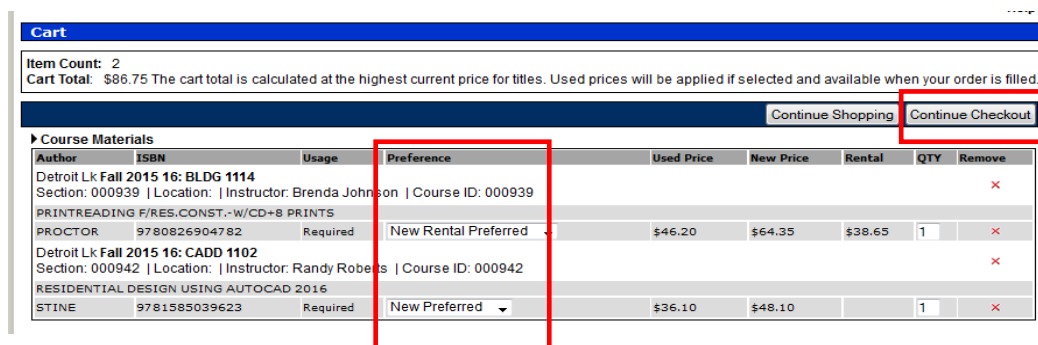 Cart
Item Count: 2
Cart Total: $86.75 The cart total is calculated at the highest current price for titles. Used prices will be applied if selected and available when your order is filled.
Continue Shopping Continue Checkout
Course Materials
Author ISBN Usage Preference Used Price New Price Rental QTY Remove
Detroit Lk Fall 2015 16: BLDG 1114
Section: 000939 | Location: | Instructor: Brenda Johnson | Course ID: 000939
PRINTREADING F/RES.CONST.-W/CD+8 PRINTS
PROCTOR 9780826904782 Required New Rental Preferred $46.20 $64.35 $38.65 1
Detroit Lk Fall 2015 16: CADD 1102
Section: 000942 | Location: | Instructor: Randy Roberts | Course ID: 000942
RESIDENTIAL DESIGN USING AUTOCAD 2016
STINE 9781585039623 Required New Preferred $36.10 $48.10 1